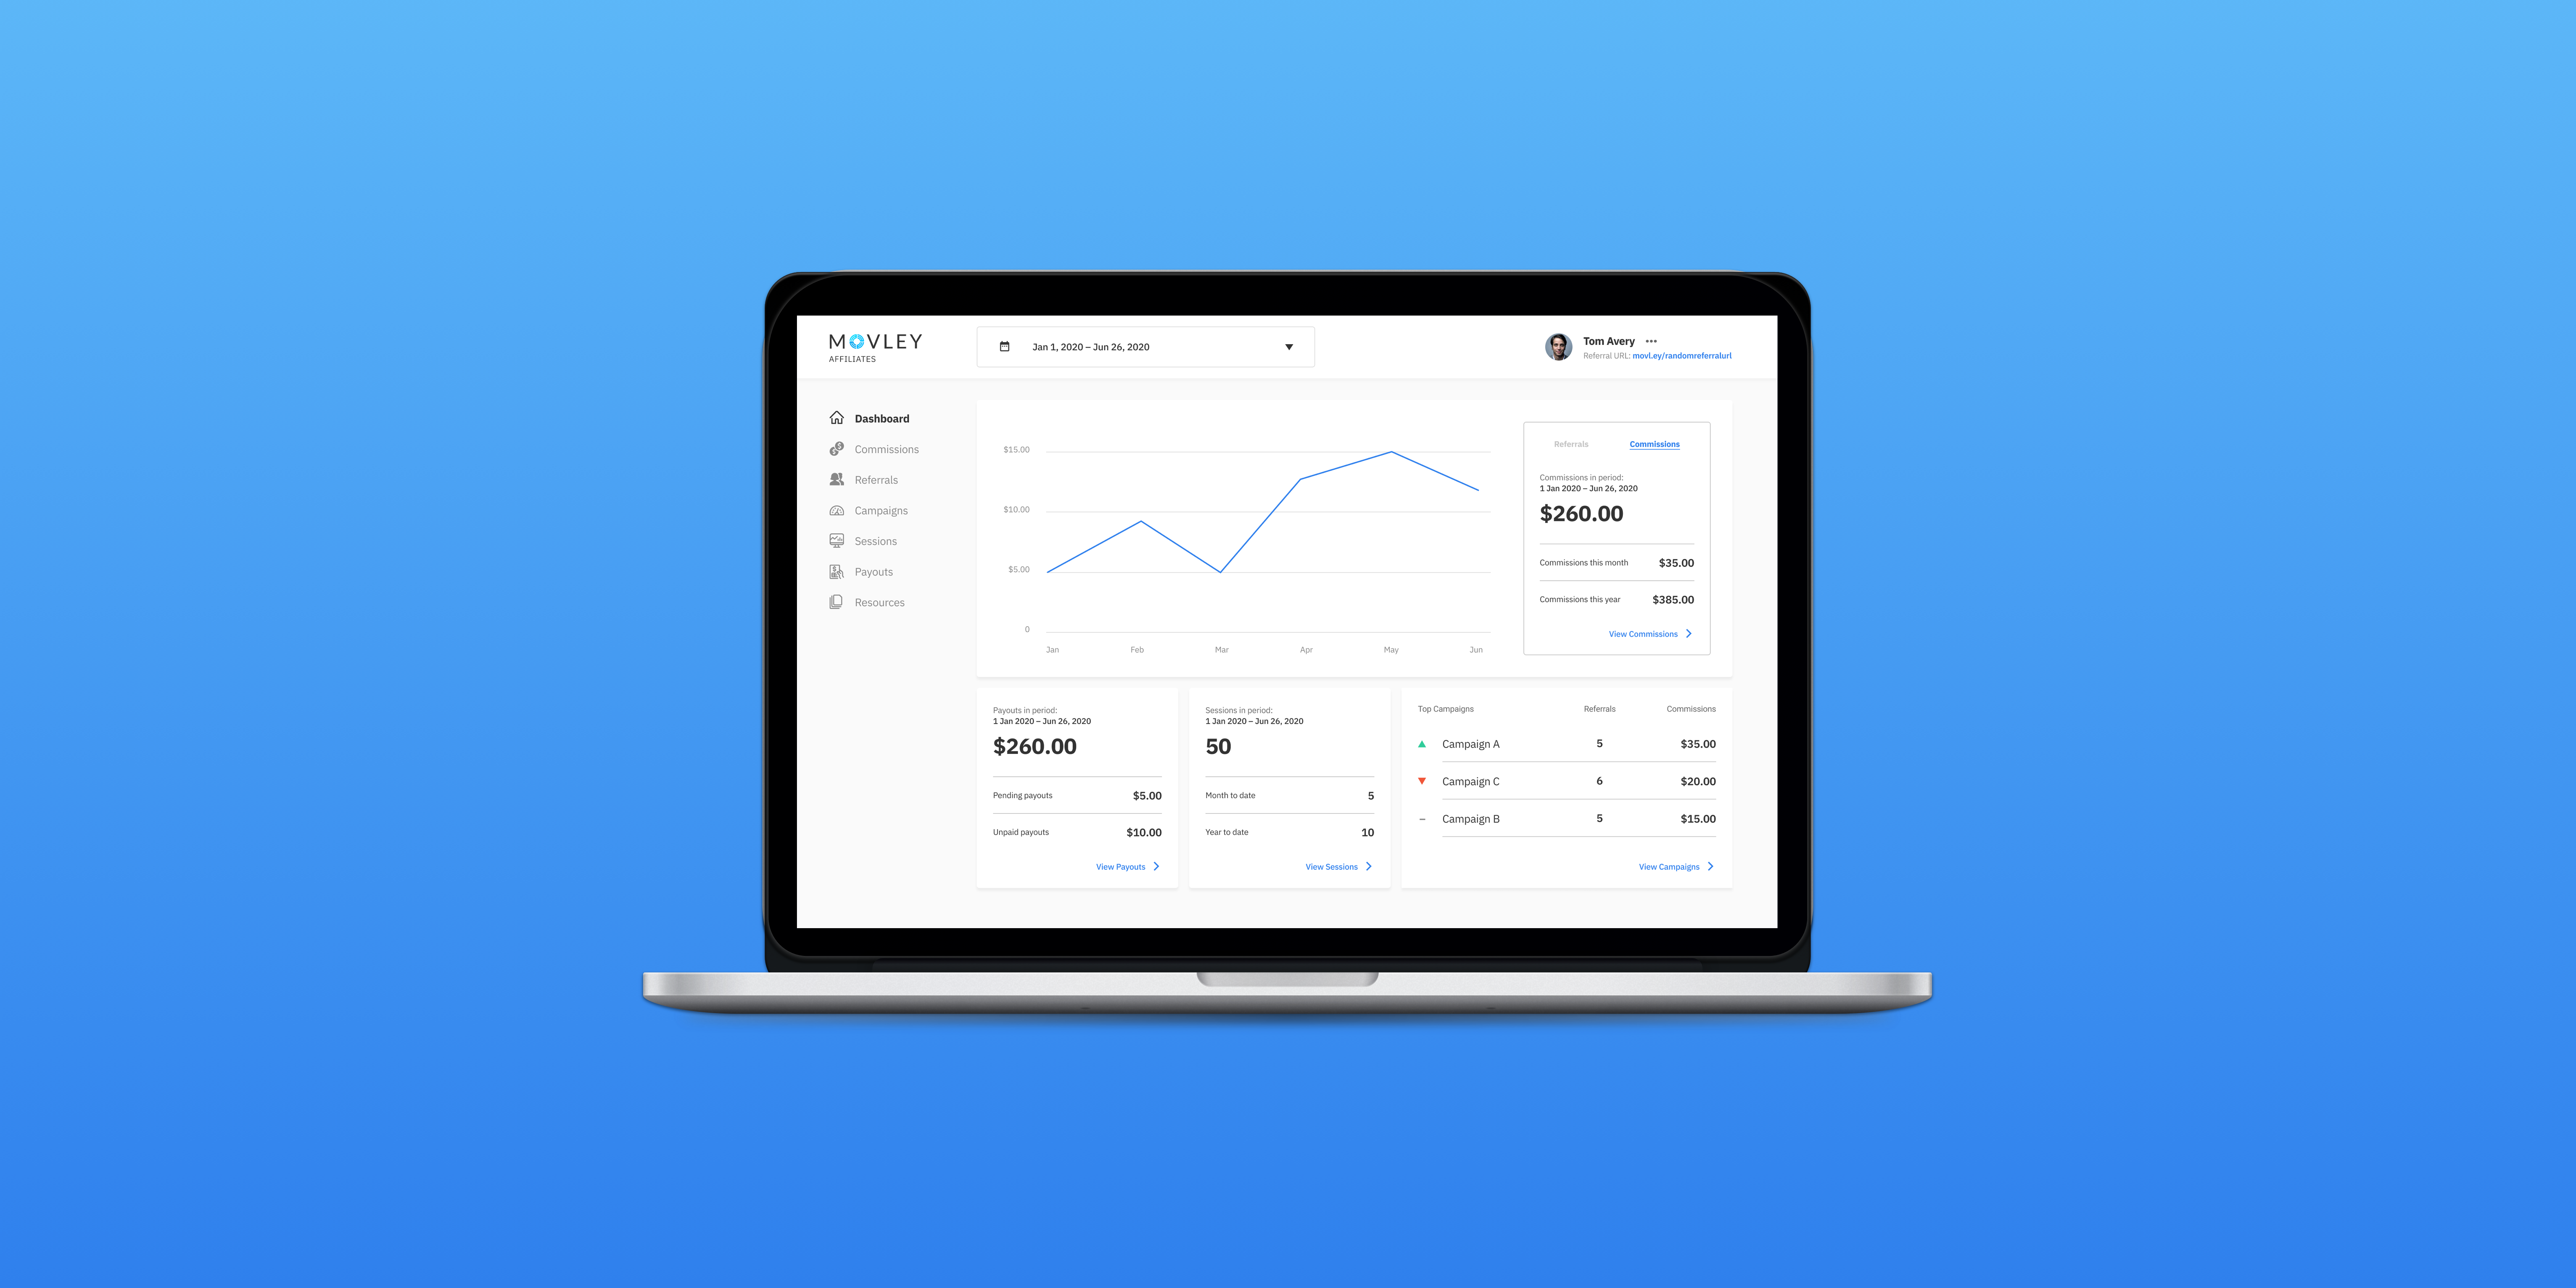 MOVLEY
AFFILIATES
Jan 1, 2020 – Jun 26, 2020
Tom Avery •••
Referral URL: movl.ey/randomreferralurl
Dashboard
Commissions
Referrals
Campaigns
Sessions
Payouts
Resources
$15.00
$10.00
$5.00
0
Jan Feb Mar Apr May Jun
Referrals Commissions
Commissions in period:
1 Jan 2020 – Jun 26, 2020
$260.00
Commissions this month $35.00
Commissions this year $385.00
View Commissions
Payouts in period:
1 Jan 2020 – Jun 26, 2020
$260.00
Pending payouts $5.00
Unpaid payouts $10.00
View Payouts
Sessions in period:
1 Jan 2020 – Jun 26, 2020
50
Month to date 5
Year to date 10
View Sessions
Top Campaigns Referrals Commissions
Campaign A 5 $35.00
Campaign C 6 $20.00
Campaign B 5 $15.00
View Campaigns